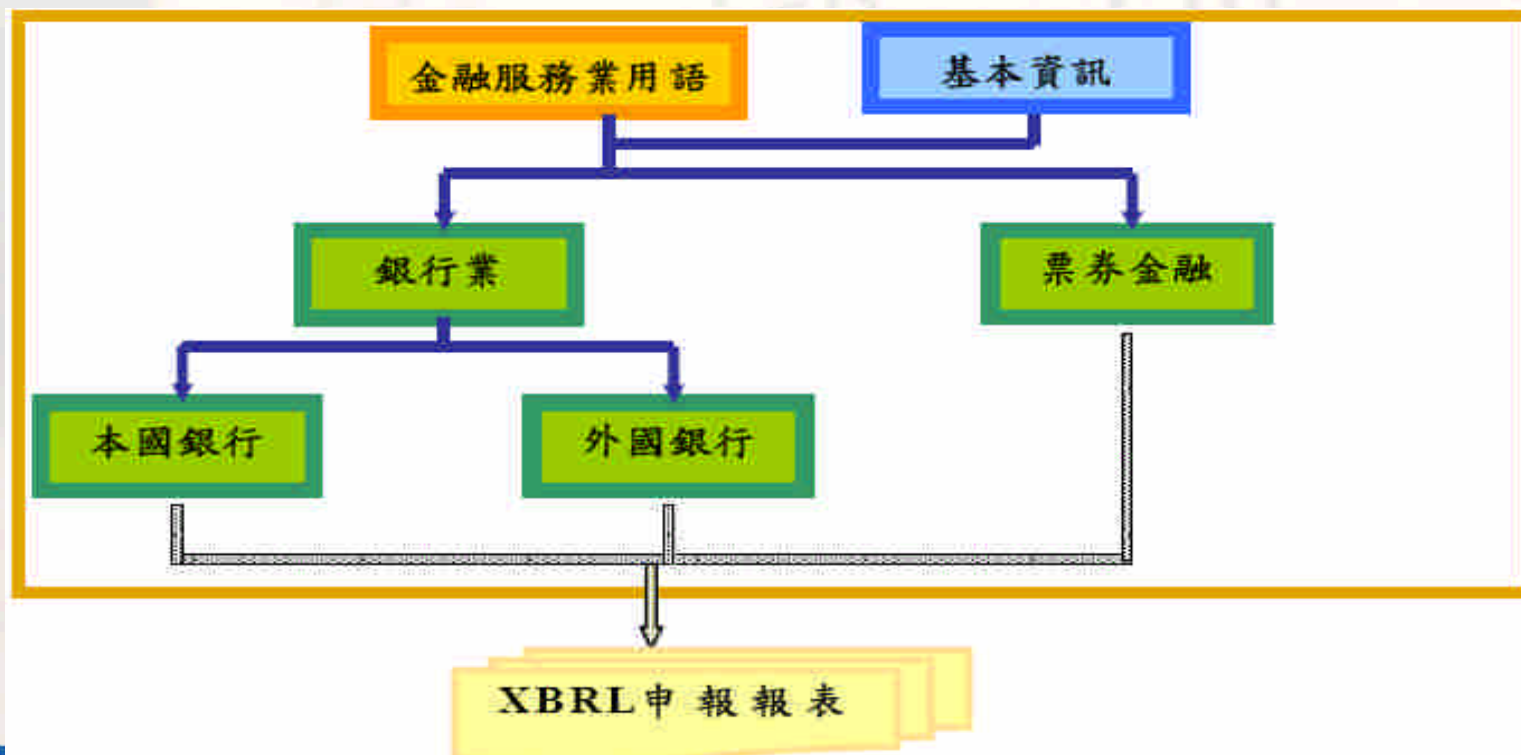 金融服務業用語
基本資訊
銀行業
票券金融
本國銀行
外國銀行
XBRL申報報表